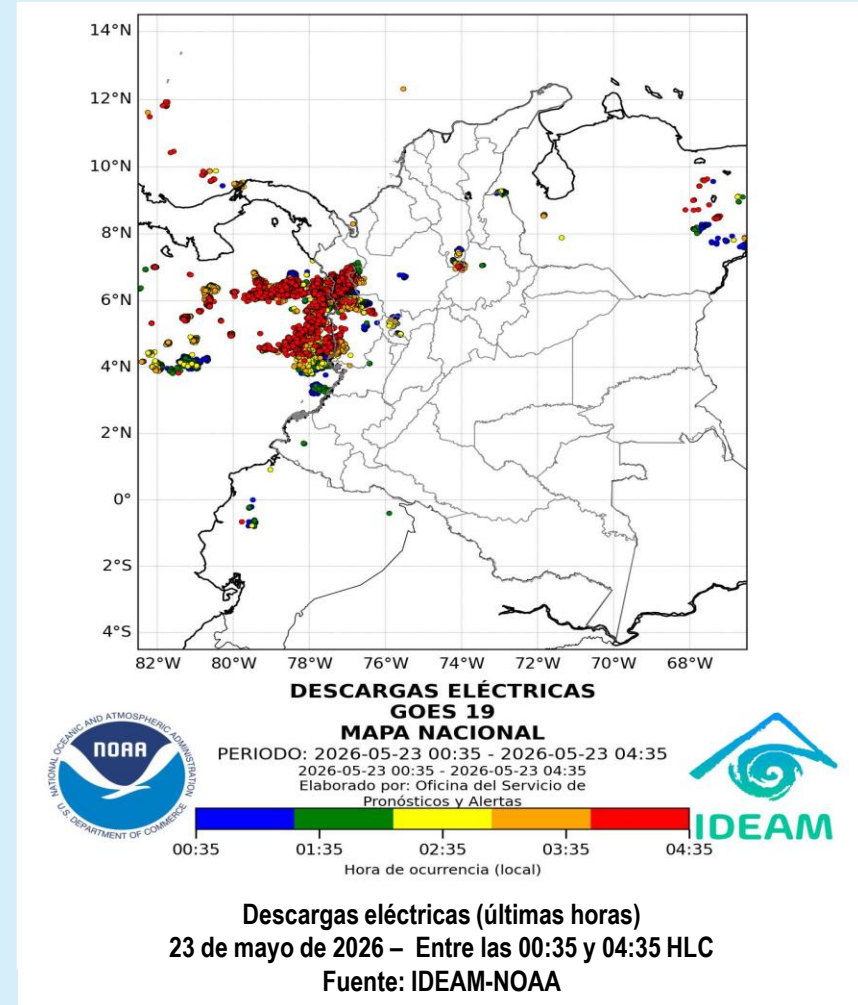 14°N
12°N
10°N
8°N
6°N
4°N
2°N
0°
2°S
4°S
82°W 80°W 78°W 76°W 74°W 72°W 70°W 68°W
DESCARGAS ELÉCTRICAS
GOES 19
MAPA NACIONAL
PERIODO: 2026-05-23 00:35 - 2026-05-23 04:35
2026-05-23 00:35 - 2026-05-23 04:35
Elaborado por: Oficina del Servicio de
Pronósticos y Alertas
NATIONAL OCEANIC AND ATMOSPHERIC ADMINISTRATION
NOAA
U.S. DEPARTMENT OF COMMERCE
IDEAM
00:35 01:35 02:35 03:35 04:35
Hora de ocurrencia (local)
Descargas eléctricas (últimas horas)
23 de mayo de 2026 – Entre las 00:35 y 04:35 HLC
Fuente: IDEAM-NOAA